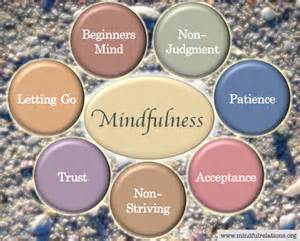 Beginners
Mind
Non-
Judgment
Letting Go
Patience
Mindfulness
Trust
Acceptance
Non-
Striving
www.mindfulrelations.org